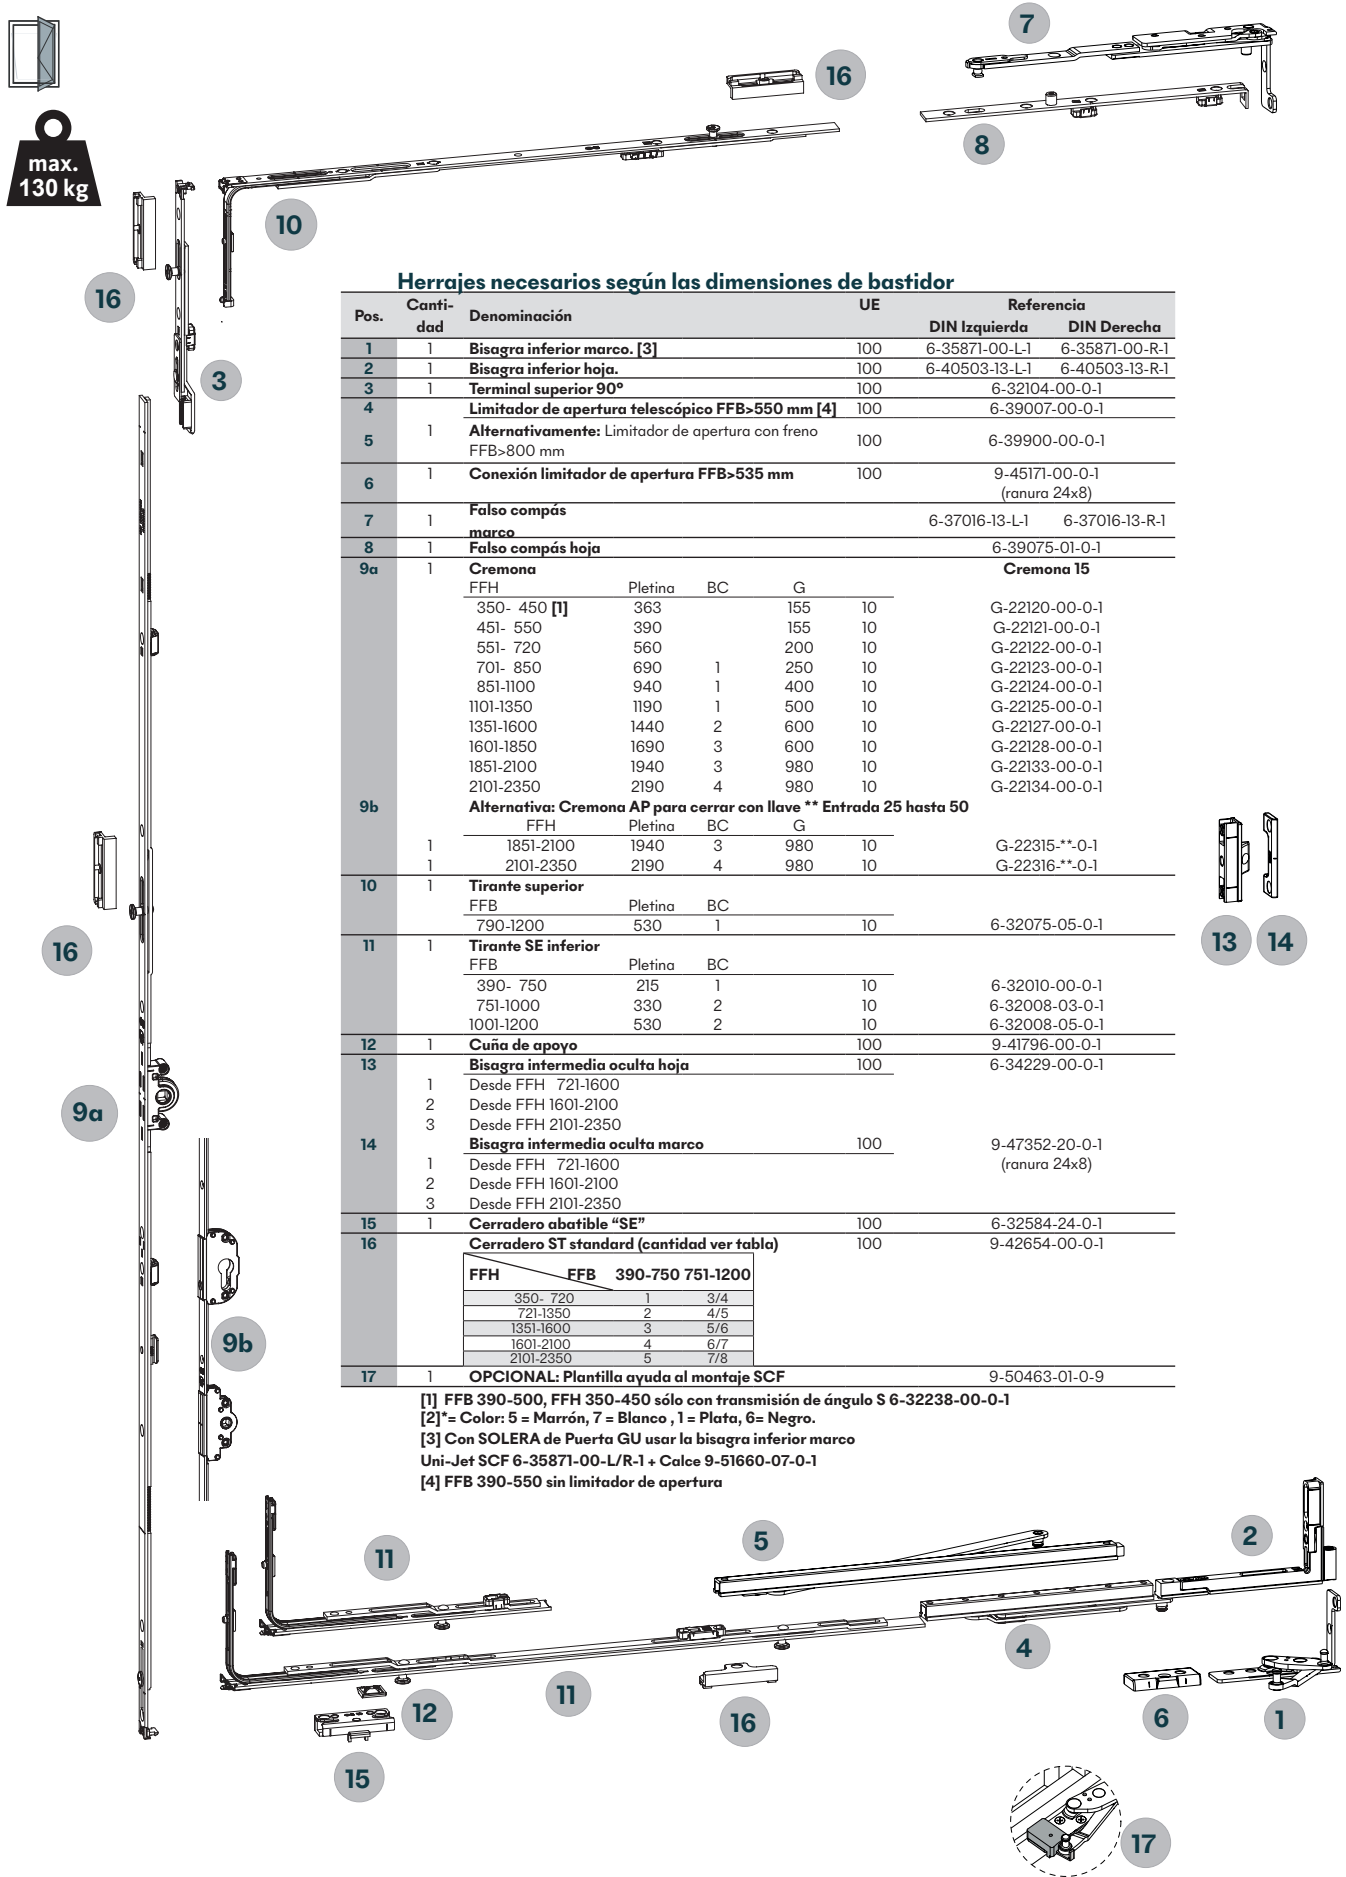 7
16
8
max.
130 kg
10
16
3
Herrajes necesarios según las dimensiones de bastidor
Pos. Canti-dad Denominación UE Referencia
DIN Izquierda DIN Derecha
1 1 Bisagra inferior marco. [3] 100 6-35871-00-L-1 6-35871-00-R-1
2 1 Bisagra inferior hoja. 100 6-40503-13-L-1 6-40503-13-R-1
3 1 Terminal superior 90º 100 6-32104-00-0-1
4 Limitador de apertura telescópico FFB>550 mm [4] 100 6-39007-00-0-1
5 1 Alternativamente: Limitador de apertura con freno
FFB>800 mm 100 6-39900-00-0-1
6 1 Conexión limitador de apertura FFB>535 mm 100 9-45171-00-0-1
(ranura 24x8)
7 1 Falso compás
marco 6-37016-13-L-1 6-37016-13-R-1
8 1 Falso compás hoja 6-39075-01-0-1
9a 1 Cremona Cremona 15
FFH Pletina BC G
350- 450 [1] 363 155 10 G-22120-00-0-1
451- 550 390 155 10 G-22121-00-0-1
551- 720 560 200 10 G-22122-00-0-1
701- 850 690 1 250 10 G-22123-00-0-1
851-1100 940 1 400 10 G-22124-00-0-1
1101-1350 1190 1 500 10 G-22125-00-0-1
1351-1600 1440 2 600 10 G-22127-00-0-1
1601-1850 1690 3 600 10 G-22128-00-0-1
1851-2100 1940 3 980 10 G-22133-00-0-1
2101-2350 2190 4 980 10 G-22134-00-0-1
9b Alternativa: Cremona AP para cerrar con llave ** Entrada 25 hasta 50
FFH Pletina BC G
1 1851-2100 1940 3 980 10 G-22315-**-0-1
1 2101-2350 2190 4 980 10 G-22316-**-0-1
10 1 Tirante superior
FFB Pletina BC
790-1200 530 1 10 6-32075-05-0-1
11 1 Tirante SE inferior
FFB Pletina BC
390- 750 215 1 10 6-32010-00-0-1
751-1000 330 2 10 6-32008-03-0-1
1001-1200 530 2 10 6-32008-05-0-1
12 1 Cuña de apoyo 100 9-41796-00-0-1
13 Bisagra intermedia oculta hoja 100 6-34229-00-0-1
1 Desde FFH 721-1600
2 Desde FFH 1601-2100
3 Desde FFH 2101-2350
14 Bisagra intermedia oculta marco 100 9-47352-20-0-1
1 Desde FFH 721-1600 (ranura 24x8)
2 Desde FFH 1601-2100
3 Desde FFH 2101-2350
15 1 Cerradero abatible “SE” 100 6-32584-24-0-1
16 Cerradero ST standard (cantidad ver tabla) 100 9-42654-00-0-1
FFH FFB 390-750 751-1200
350- 720 1 3/4
721-1350 2 4/5
1351-1600 3 5/6
1601-2100 4 6/7
2101-2350 5 7/8
17 1 OPCIONAL: Plantilla ayuda al montaje SCF 9-50463-01-0-9
[1] FFB 390-500, FFH 350-450 sólo con transmisión de ángulo S 6-32238-00-0-1
[2]*= Color: 5 = Marrón, 7 = Blanco , 1 = Plata, 6= Negro.
[3] Con SOLERA de Puerta GU usar la bisagra inferior marco
Uni-Jet SCF 6-35871-00-L/R-1 + Calce 9-51660-07-0-1
[4] FFB 390-550 sin limitador de apertura
16
13 14
9a
9b
11
5
2
4
11
12
16
6
1
15
17